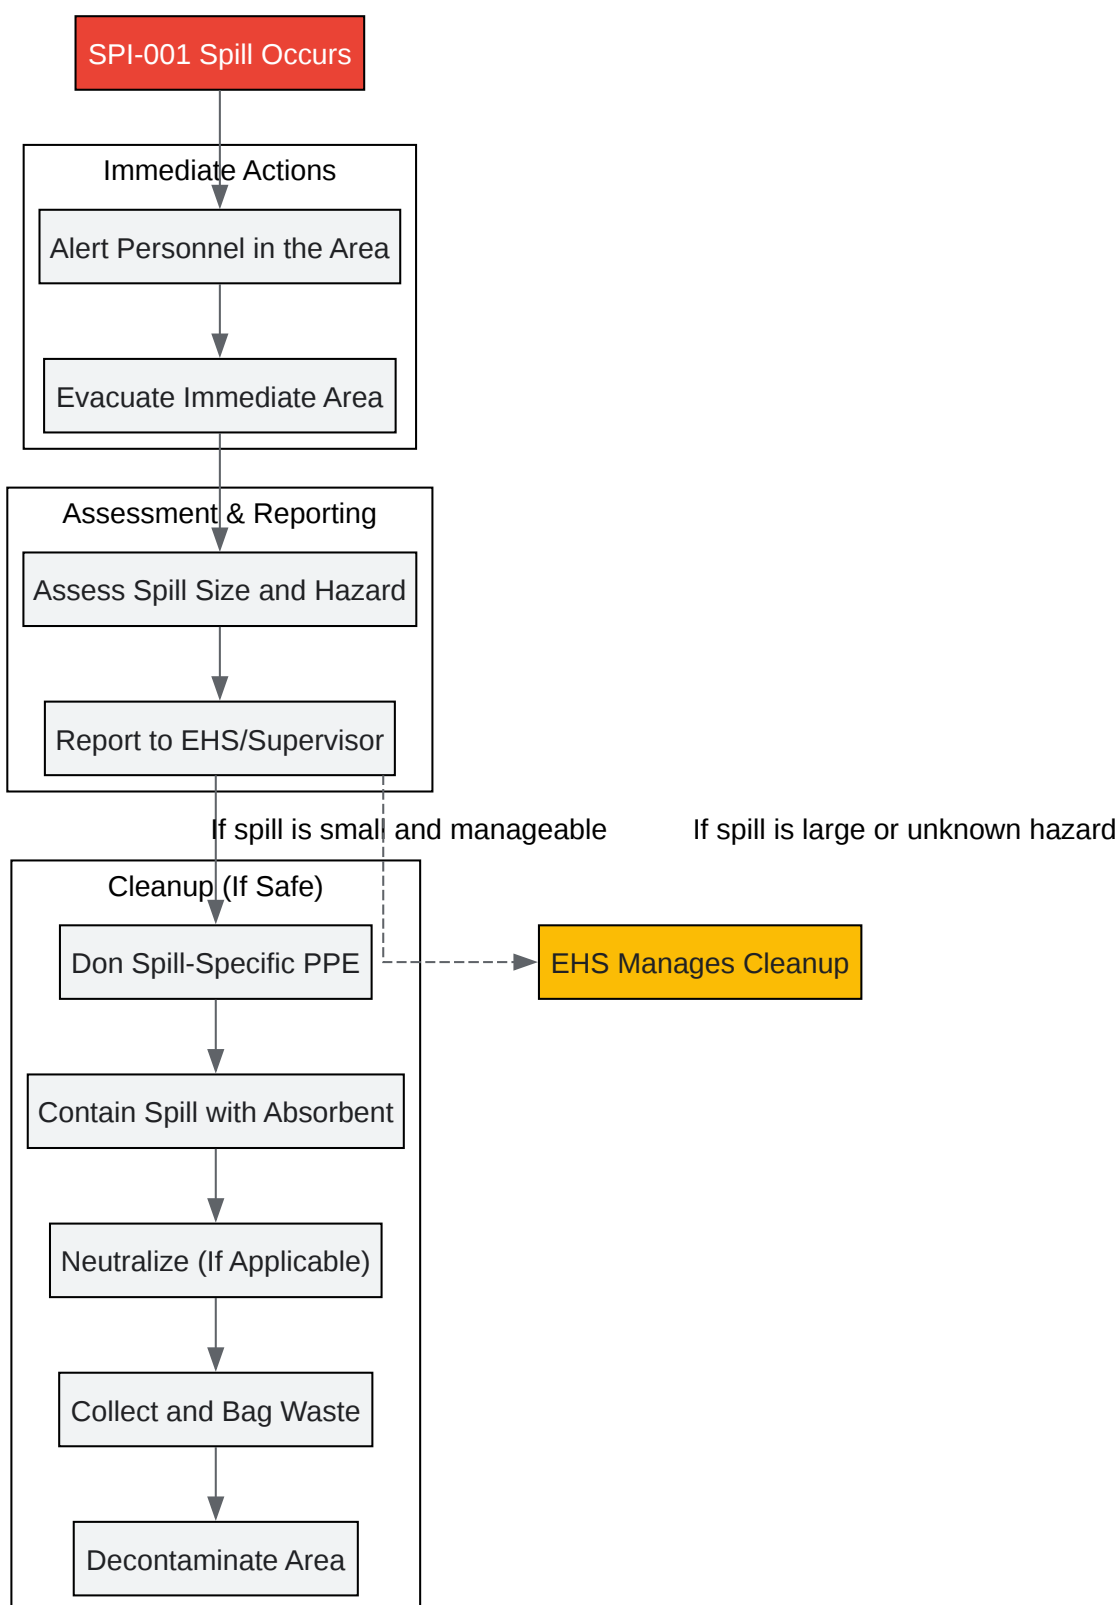 SPI-001 Spill Occurs
Immediate Actions
Alert Personnel in the Area
Evacuate Immediate Area
Assessment & Reporting
Assess Spill Size and Hazard
Report to EHS/Supervisor
If spill is small and manageable
If spill is large or unknown hazard
Cleanup (If Safe)
Don Spill-Specific PPE
EHS Manages Cleanup
Contain Spill with Absorbent
Neutralize (If Applicable)
Collect and Bag Waste
Decontaminate Area